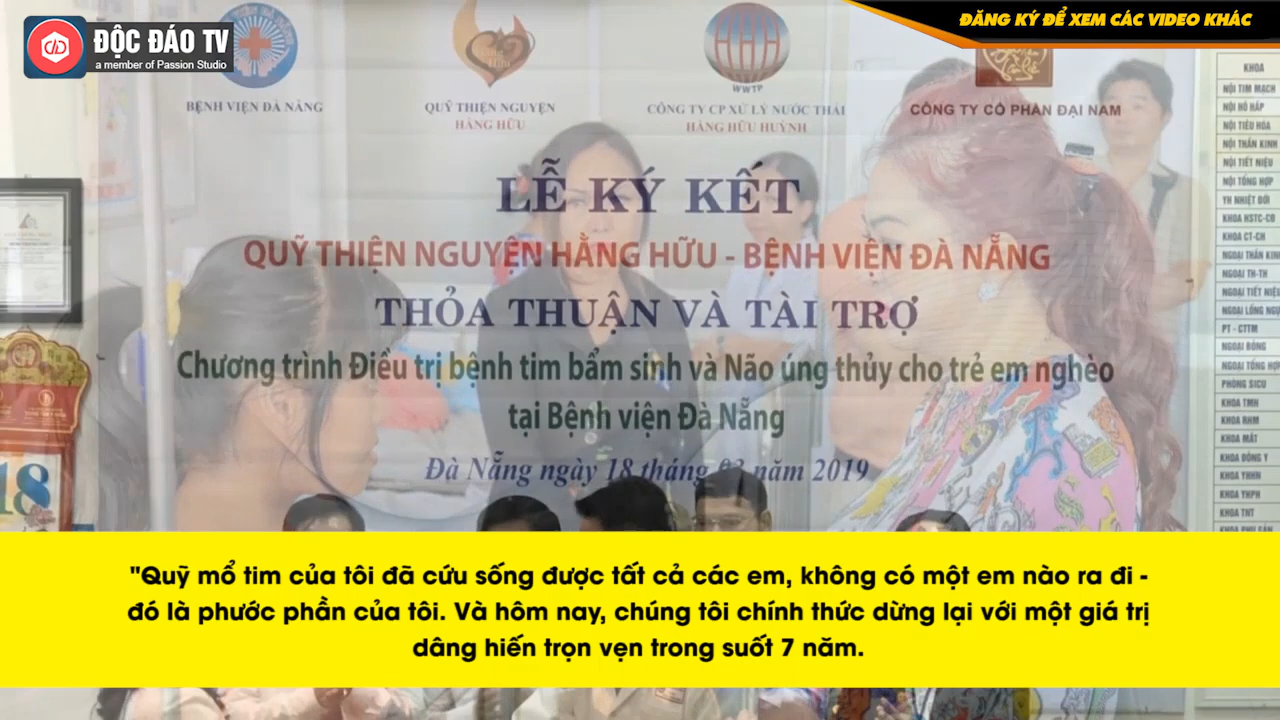 ĐỘC ĐÁO TV
a member of Passion Studio
ĐĂNG KÝ ĐỂ XEM CÁC VIDEO KHÁC
BỆNH VIỆN ĐÀ NẴNG
QUỸ THIỆN NGUYỆN
HẰNG HỮU
CÔNG TY CP XỬ LÝ NƯỚC THẢI
HẰNG HỮU HUỲNH
WWTP
CÔNG TY CỔ PHẦN ĐẠI NAM
LỄ KÝ KẾT
QUỸ THIỆN NGUYỆN HẰNG HỮU - BỆNH VIỆN ĐÀ NẴNG
THỎA THUẬN VÀ TÀI TRỢ
Chương trình Điều trị bệnh tim bẩm sinh và Não úng thủy cho trẻ em nghèo
tại Bệnh viện Đà Nẵng
Đà Nẵng ngày 18 tháng 03 năm 2019
KHOA
NỘI TIM MẠCH
NỘI HÔ HẤP
NỘI TIÊU HÓA
NỘI THẦN KINH
NỘI TIẾT NIỆU
NỘI TỔNG HỢP
YH NHIỆT ĐỚI
KHOA HSTC-CĐ
KHOA CT-CH
NGOẠI THẦN KINH
NGOẠI TH-TH
NGOẠI TIẾT NIỆU
NGOẠI LỒNG NGỰ
PT - CTTM
NGOẠI BỎNG
NGOẠI TỔNG HỢP
PHÒNG SICU
KHOA TMH
KHOA RHM
KHOA MẮT
KHOA ĐÔNG Y
KHOA YHHN
KHOA YHPH
KHOA TNT
KHOA PHỤ SẢN
18
"Quỹ mổ tim của tôi đã cứu sống được tất cả các em, không có một em nào ra đi -
đó là phước phần của tôi. Và hôm nay, chúng tôi chính thức dừng lại với một giá trị
dâng hiến trọn vẹn trong suốt 7 năm.